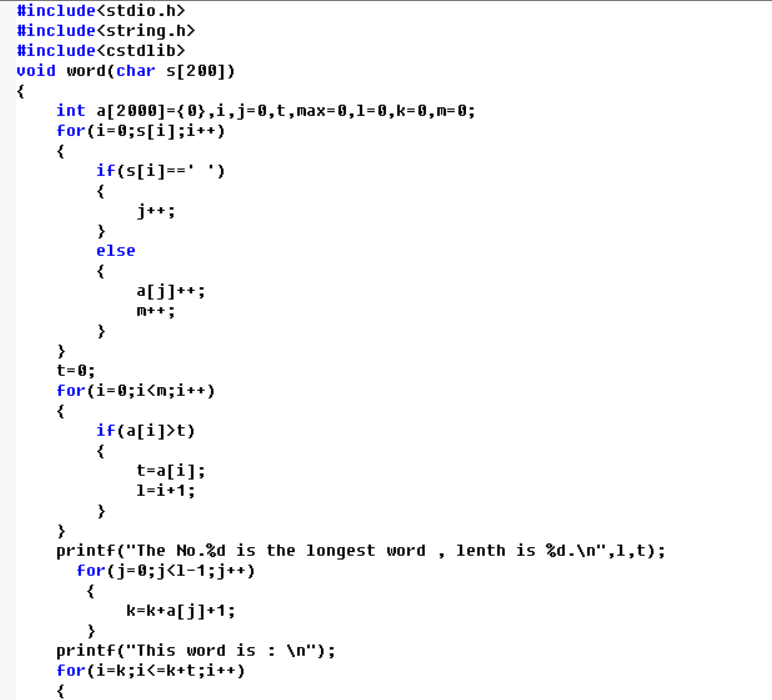 #include<stdio.h>
#include<string.h>
#include<cstdlib>
void word(char s[200])
{
    int a[2000]={0},i,j=0,t,max=0,l=0,k=0,m=0;
    for(i=0;s[i];i++)
    {
        if(s[i]==' ')
        {
            j++;
        }
        else
        {
            a[j]++;
            m++;
        }
    }
    t=0;
    for(i=0;i<m;i++)
    {
        if(a[i]>t)
        {
            t=a[i];
            l=i+1;
        }
    }
    printf("The No.%d is the longest word , lenth is %d.\n",l,t);
      for(j=0;j<l-1;j++)
       {
           k=k+a[j]+1;
       }
    printf("This word is : \n");
    for(i=k;i<=k+t;i++)
    {